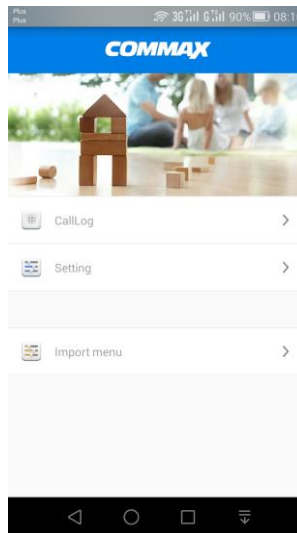 Plus
Plus
3G G 90% 08:1
COMMAX
CallLog
Setting
Import menu